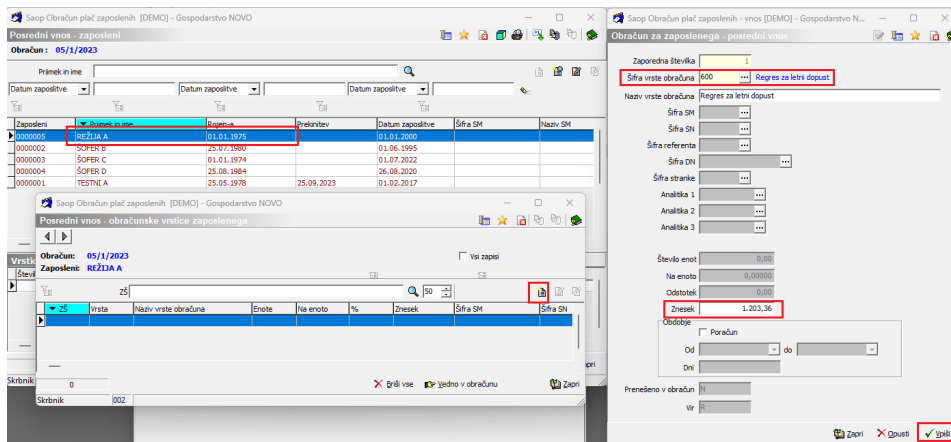 Saop Obračun plač zaposlenih [DEMO] - Gospodarstvo NOVO
Posredni vnos - zaposleni
Obračun : 05/1/2023
Priimek in ime
Datum zaposlitve Datum zaposlitve Datum zaposlitve
Zaposleni Priimek in ime Rojen-a Prekinitev Datum zaposlitve Šifra SM Naziv SM
0000005 REŽIJA A 01.01.1975 01.01.2000
0000002 ŠOFER B 25.07.1980 01.06.1995
0000003 ŠOFER C 01.01.1974 01.07.2022
0000004 ŠOFER D 25.08.1984 26.08.2020
0000001 TESTNI A 25.05.1978 25.09.2023 01.02.2017
Saop Obračun plač zaposlenih [DEMO] - Gospodarstvo NOVO
Posredni vnos - obračunske vrstice zaposlenega
Obračun: 05/1/2023
Vsi zapisi
Zaposleni: REŽIJA A
ZŠ 50
ZŠ Vrsta Naziv vrste obračuna Enote Na enoto % Znesek Šifra SM Šifra SN
0 Briši vse Vedno v obračunu Zapri
Skrbnik 002
Skrbnik
Saop Obračun plač zaposlenih - vnos [DEMO] - Gospodarstvo N...
Obračun za zaposlenega - posredni vnos
Zaporedna številka 1
Šifra vrste obračuna 600 ... Regres za letni dopust
Naziv vrste obračuna Regres za letni dopust
Šifra SM ...
Šifra SN ...
Šifra referenta ...
Šifra DN ...
Šifra stranke ...
Analitika 1 ...
Analitika 2 ...
Analitika 3 ...
Število enot 0,00
Na enoto 0,00000
Odstotek 0,00
Znesek 1.203,36
Obdobje
Poračun
Od do
Dni
Prenešeno v obračun N
Vir R
Zapri Opusti Vpiši